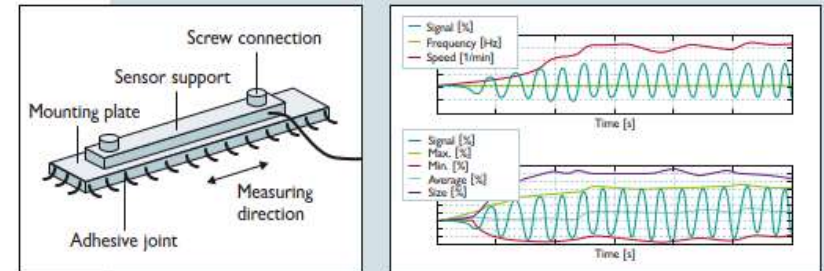 Screw connection
Sensor support
Mounting plate
Measuring
direction
Adhesive joint
Signal [%]
Frequency [Hz]
Speed [1/min]
Time [s]
Signal [%]
Max. [%]
Min. [%]
Average [%]
Size [%]
Time [s]